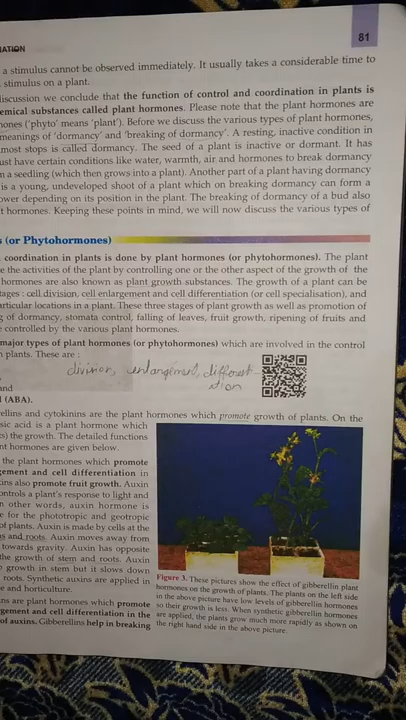 81
NATION
a stimulus cannot be observed immediately. It usually takes a considerable time to
stimulus on a plant.
discussion we conclude that the function of control and coordination in plants is
emical substances called plant hormones. Please note that the plant hormones are
ones ('phyto' means 'plant'). Before we discuss the various types of plant hormones,
meanings of 'dormancy' and 'breaking of dormancy'. A resting, inactive condition in
most stops is called dormancy. The seed of a plant is inactive or dormant. It has
ust have certain conditions like water, warmth, air and hormones to break dormancy
a seedling (which then grows into a plant). Another part of a plant having dormancy
is a young, undeveloped shoot of a plant which on breaking dormancy can form a
ower depending on its position in the plant. The breaking of dormancy of a bud also
t hormones. Keeping these points in mind, we will now discuss the various types of
s (or Phytohormones)
coordination in plants is done by plant hormones (or phytohormones). The plant
e the activities of the plant by controlling one or the other aspect of the growth of the
hormones are also known as plant growth substances. The growth of a plant can be
tages : cell division, cell enlargement and cell differentiation (or cell specialisation), and
articular locations in a plant. These three stages of plant growth as well as promotion of
g of dormancy, stomata control, falling of leaves, fruit growth, ripening of fruits and
e controlled by the various plant hormones.
major types of plant hormones (or phytohormones) which are involved in the control
n plants. These are :
division, enlargement, different
ation
and
(ABA).
ellins and cytokinins are the plant hormones which promote growth of plants. On the
sic acid is a plant hormone which
ts) the growth. The detailed functions
nt hormones are given below.
the plant hormones which promote
gement and cell differentiation in
ins also promote fruit growth. Auxin
ontrols a plant's response to light and
n other words, auxin hormone is
e for the phototropic and geotropic
of plants. Auxin is made by cells at the
s and roots. Auxin moves away from
towards gravity. Auxin has opposite
the growth of stem and roots. Auxin
growth in stem but it slows down
roots. Synthetic auxins are applied in
e and horticulture.
ns are plant hormones which promote
gement and cell differentiation in the
of auxins. Gibberellins help in breaking
Figure 3. These pictures show the effect of gibberellin plant
hormones on the growth of plants. The plants on the left side
in the above picture have low levels of gibberellin hormones
so their growth is less. When synthetic gibberellin hormones
are applied, the plants grow much more rapidly as shown on
the right hand side in the above picture.